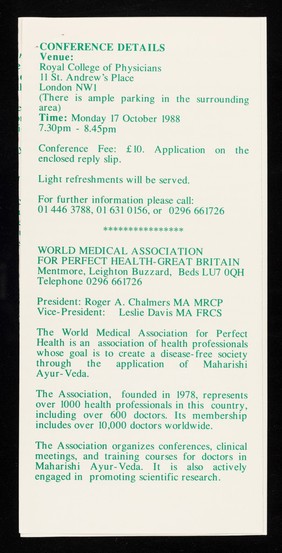 -CONFERENCE DETAILS
Venue:
Royal College of Physicians
11 St. Andrew's Place
London NW1
(There is ample parking in the surrounding
area)
Time: Monday 17 October 1988
7.30pm - 8.45pm
Conference Fee: £10. Application on the
enclosed reply slip.
Light refreshments will be served.
For further information please call:
01 446 3788, 01 631 0156, or 0296 661726
****************
WORLD MEDICAL ASSOCIATION
FOR PERFECT HEALTH-GREAT BRITAIN
Mentmore, Leighton Buzzard, Beds LU7 0QH
Telephone 0296 661726
President: Roger A. Chalmers MA MRCP
Vice-President: Leslie Davis MA FRCS
The World Medical Association for Perfect
Health is an association of health professionals
whose goal is to create a disease-free society
through the application of Maharishi
Ayur-Veda.
The Association, founded in 1978, represents
over 1000 health professionals in this country,
including over 600 doctors. Its membership
includes over 10,000 doctors worldwide.
The Association organizes conferences, clinical
meetings, and training courses for doctors in
Maharishi Ayur-Veda. It is also actively
engaged in promoting scientific research.